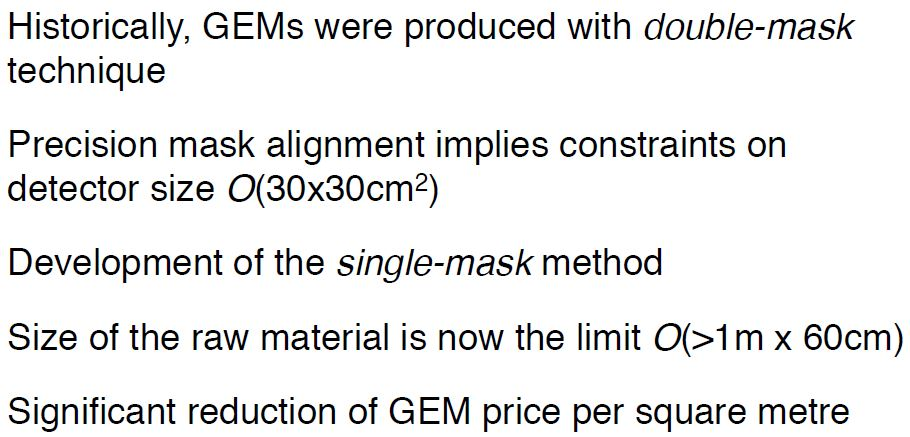 Historically, GEMs were produced with double-mask
technique
Precision mask alignment implies constraints on
detector size O(30x30cm²)
Development of the single-mask method
Size of the raw material is now the limit O(>1m x 60cm)
Significant reduction of GEM price per square metre